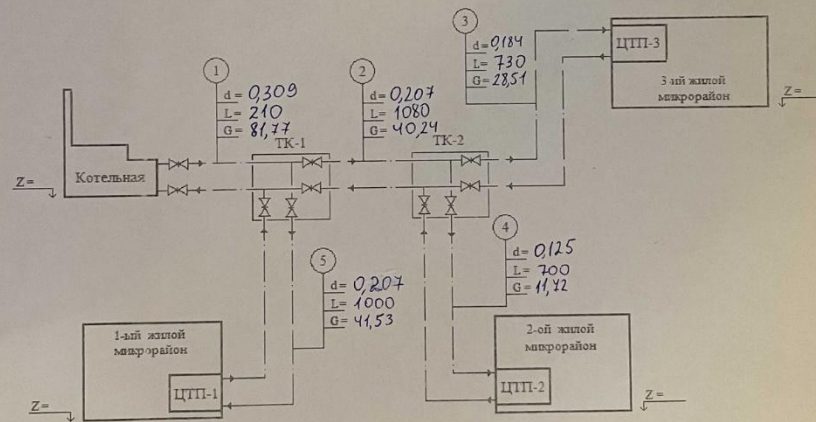 3
d= 0,184
L= 730
G= 28,51
ЦТП-3
3-ий жилой
микрорайон
Z=
1
d= 0,309
L= 210
G= 81,77
ТК-1
2
d= 0,207
L= 1080
G= 40,24
ТК-2
Котельная
Z=
5
d= 0,207
L= 1000
G= 41,53
4
d= 0,125
L= 700
G= 11,72
1-ый жилой
микрорайон
ЦТП-1
Z=
2-ой жилой
микрорайон
ЦТП-2
Z=